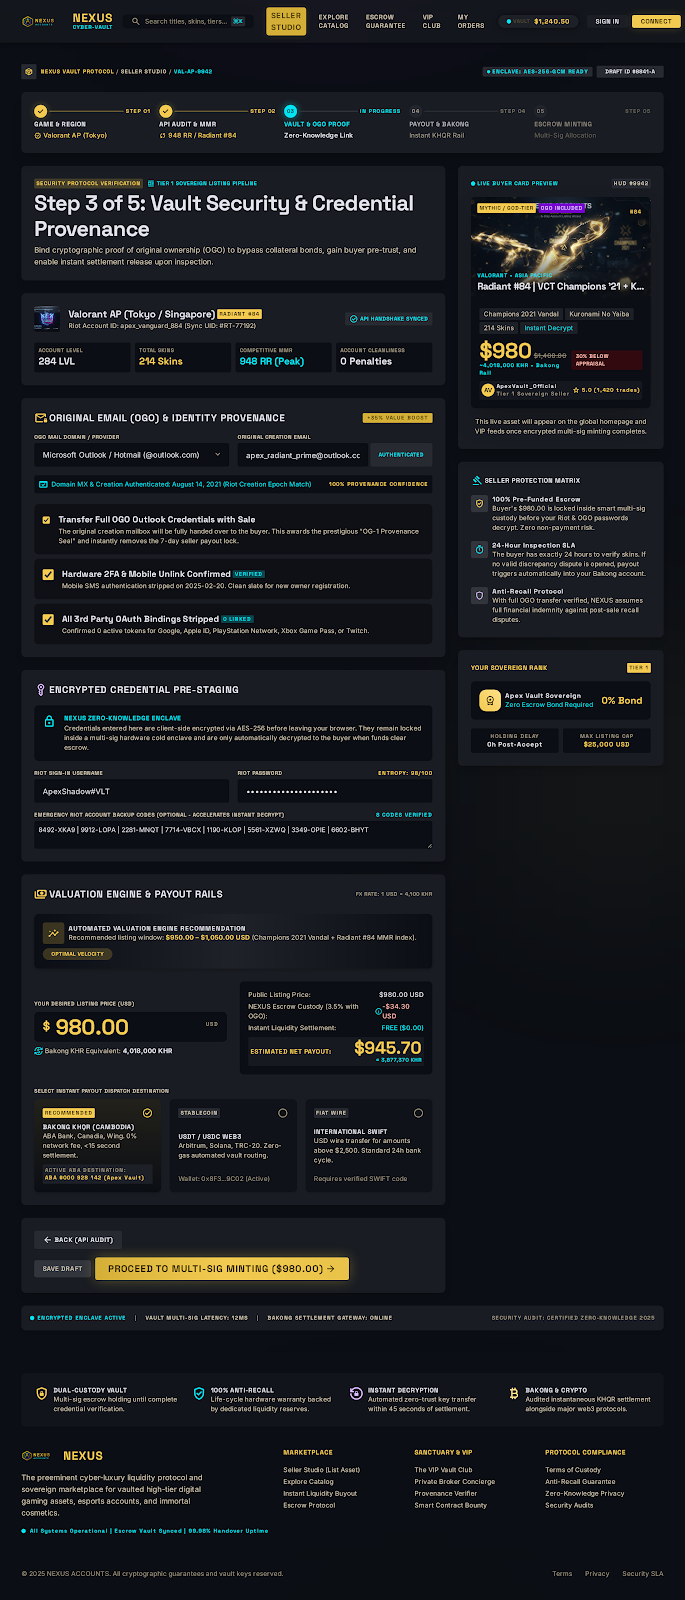 NEXUS
CYBER-VAULT
NEXUS
CYBER-VAULT
Search titles, skins, tiers... ⌘K
SELLER
STUDIO
EXPLORE
CATALOG
ESCROW
GUARANTEE
VIP
CLUB
MY
ORDERS
VAULT $1,240.50
SIGN IN
CONNECT
NEXUS VAULT PROTOCOL / SELLER STUDIO / VAL-AP-9942
ENCLAVE: AES-256-GCM READY
DRAFT ID #8841-A
STEP 01
GAME & REGION
Valorant AP (Tokyo)
STEP 02
API AUDIT & MMR
948 RR / Radiant #84
03
IN PROGRESS
VAULT & OGO PROOF
Zero-Knowledge Link
04
STEP 04
PAYOUT & BAKONG
Instant KHQR Rail
05
STEP 05
ESCROW MINTING
Multi-Sig Allocation
SECURITY PROTOCOL VERIFICATION
TIER 1 SOVEREIGN LISTING PIPELINE
Step 3 of 5: Vault Security & Credential
Provenance
Bind cryptographic proof of original ownership (OGO) to bypass collateral bonds, gain buyer pre-trust, and
enable instant settlement release upon inspection.
Valorant AP (Tokyo / Singapore) RADIANT #84
Riot Account ID: apex_vanguard_884 (Sync UID: #RT-77192)
API HANDSHAKE SYNCED
ACCOUNT LEVEL
284 LVL
TOTAL SKINS
214 Skins
COMPETITIVE MMR
948 RR (Peak)
ACCOUNT CLEANLINESS
0 Penalties
ORIGINAL EMAIL (OGO) & IDENTITY PROVENANCE
+35% VALUE BOOST
OGO MAIL DOMAIN / PROVIDER
Microsoft Outlook / Hotmail (@outlook.com)
ORIGINAL CREATION EMAIL
apex_radiant_prime@outlook.cc
AUTHENTICATED
Domain MX & Creation Authenticated: August 14, 2021 (Riot Creation Epoch Match)
100% PROVENANCE CONFIDENCE
Transfer Full OGO Outlook Credentials with Sale
The original creation mailbox will be fully handed over to the buyer. This awards the prestigious "OG-1 Provenance
Seal" and instantly removes the 7-day seller payout lock.
Hardware 2FA & Mobile Unlink Confirmed VERIFIED
Mobile SMS authentication stripped on 2025-02-20. Clean slate for new owner registration.
All 3rd Party OAuth Bindings Stripped 0 LINKED
Confirmed 0 active tokens for Google, Apple ID, PlayStation Network, Xbox Game Pass, or Twitch.
ENCRYPTED CREDENTIAL PRE-STAGING
NEXUS ZERO-KNOWLEDGE ENCLAVE
Credentials entered here are client-side encrypted via AES-256 before leaving your browser. They remain locked
inside a multi-sig hardware cold enclave and are only automatically decrypted to the buyer when funds clear
escrow.
RIOT SIGN-IN USERNAME
ApexShadow#VLT
RIOT PASSWORD
ENTROPY: 98/100
•••••••••••••••••••••
EMERGENCY RIOT ACCOUNT BACKUP CODES (OPTIONAL - ACCELERATES INSTANT DECRYPT)
8 CODES VERIFIED
8492-XKA9 | 9912-LOPA | 2281-MNQT | 7714-VBCX | 1190-KLOP | 5561-XZWQ | 3349-OPIE | 6602-BHYT
VALUATION ENGINE & PAYOUT RAILS
FX RATE: 1 USD = 4,100 KHR
AUTOMATED VALUATION ENGINE RECOMMENDATION
Recommended listing window: $950.00 – $1,050.00 USD (Champions 2021 Vandal + Radiant #84 MMR index).
OPTIMAL VELOCITY
YOUR DESIRED LISTING PRICE (USD)
$ 980.00 USD
Bakong KHR Equivalent: 4,018,000 KHR
Public Listing Price: $980.00 USD
NEXUS Escrow Custody (3.5% with
OGO):
-$34.30
USD
Instant Liquidity Settlement: FREE ($0.00)
ESTIMATED NET PAYOUT: $945.70
≈ 3,877,370 KHR
SELECT INSTANT PAYOUT DISPATCH DESTINATION
RECOMMENDED
BAKONG KHQR (CAMBODIA)
ABA Bank, Canadia, Wing. 0%
network fee, <15 second
settlement.
ACTIVE ABA DESTINATION:
ABA #000 928 142 (Apex Vault)
STABLECOIN
USDT / USDC WEB3
Arbitrum, Solana, TRC-20. Zero-
gas automated vault routing.
Wallet: 0x8F3...9C02 (Active)
FIAT WIRE
INTERNATIONAL SWIFT
USD wire transfer for amounts
above $2,500. Standard 24h bank
cycle.
Requires verified SWIFT code
BACK (API AUDIT)
SAVE DRAFT
PROCEED TO MULTI-SIG MINTING ($980.00) →
LIVE BUYER CARD PREVIEW
HUD #9942
MYTHIC / GOD-TIER
OGO INCLUDED
#84
VALORANT • ASIA PACIFIC
Radiant #84 | VCT Champions '21 + K...
Champions 2021 Vandal
Kuronami No Yaiba
214 Skins
Instant Decrypt
$980 $1,400.00
~4,018,000 KHR • Bakong
Rail
30% BELOW
APPRAISAL
AV
ApexVault_Official
Tier 1 Sovereign Seller
5.0 (1,420 trades)
This live asset will appear on the global homepage and
VIP feeds once encrypted multi-sig minting completes.
SELLER PROTECTION MATRIX
100% Pre-Funded Escrow
Buyer's $980.00 is locked inside smart multi-sig
custody before your Riot & OGO passwords
decrypt. Zero non-payment risk.
24-Hour Inspection SLA
The buyer has exactly 24 hours to verify skins. If
no valid discrepancy dispute is opened, payout
triggers automatically into your Bakong account.
Anti-Recall Protocol
With full OGO transfer verified, NEXUS assumes
full financial indemnity against post-sale recall
disputes.
YOUR SOVEREIGN RANK
TIER 1
Apex Vault Sovereign
Zero Escrow Bond Required
0% Bond
HOLDING DELAY
0h Post-Accept
MAX LISTING CAP
$25,000 USD
ENCRYPTED ENCLAVE ACTIVE | VAULT MULTI-SIG LATENCY: 12MS | BAKONG SETTLEMENT GATEWAY: ONLINE
SECURITY AUDIT: CERTIFIED ZERO-KNOWLEDGE 2025
DUAL-CUSTODY VAULT
Multi-sig escrow holding until complete
credential verification.
100% ANTI-RECALL
Life-cycle hardware warranty backed
by dedicated liquidity reserves.
INSTANT DECRYPTION
Automated zero-trust key transfer
within 45 seconds of settlement.
BAKONG & CRYPTO
Audited instantaneous KHQR settlement
alongside major web3 protocols.
NEXUS
NEXUS
The preeminent cyber-luxury liquidity protocol and
sovereign marketplace for vaulted high-tier digital
gaming assets, esports accounts, and immortal
cosmetics.
All Systems Operational | Escrow Vault Synced | 99.98% Handover Uptime
MARKETPLACE
Seller Studio (List Asset)
Explore Catalog
Instant Liquidity Buyout
Escrow Protocol
SANCTUARY & VIP
The VIP Vault Club
Private Broker Concierge
Provenance Verifier
Smart Contract Bounty
PROTOCOL COMPLIANCE
Terms of Custody
Anti-Recall Guarantee
Zero-Knowledge Privacy
Security Audits
© 2025 NEXUS ACCOUNTS. All cryptographic guarantees and vault keys reserved.
Terms
Privacy
Security SLA